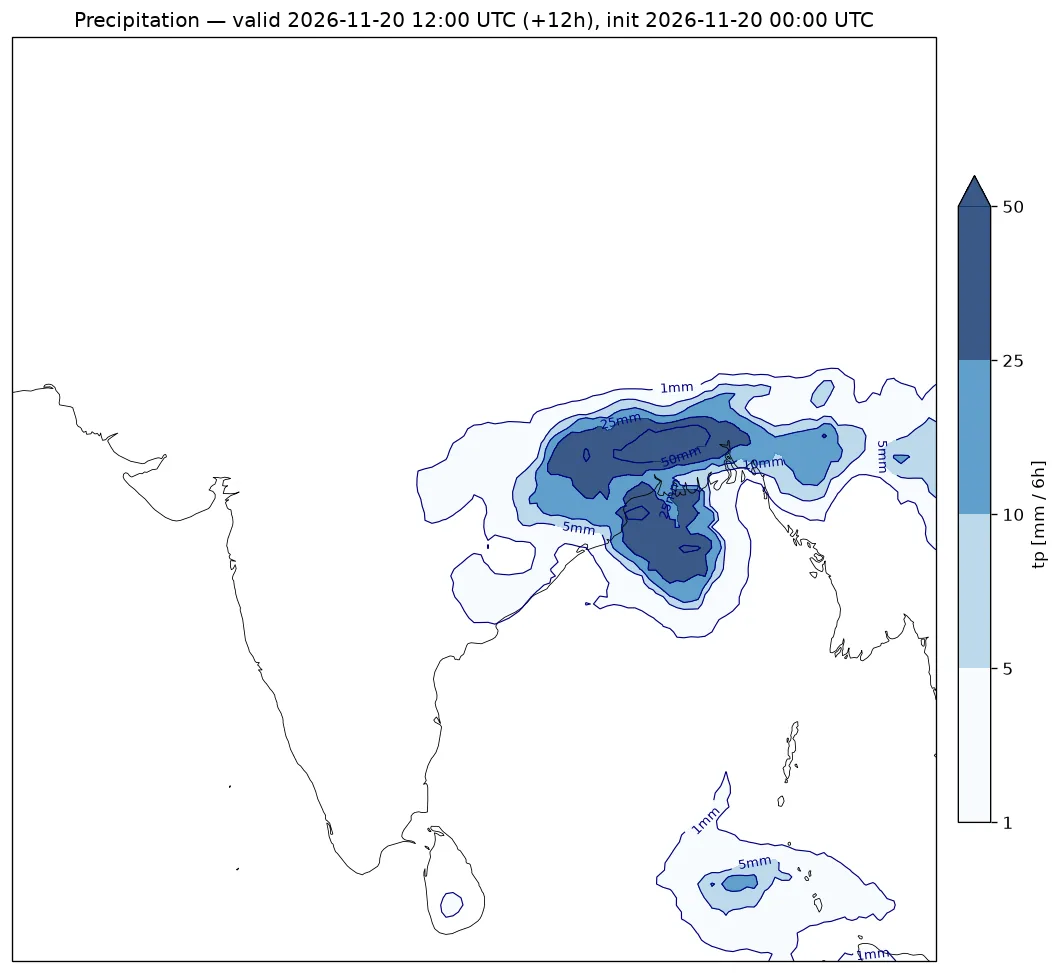 Precipitation — valid 2026-11-20 12:00 UTC (+12h), init 2026-11-20 00:00 UTC
1mm
25mm
50mm
10mm
5mm
25mm
5mm
1mm
5mm
1mm
50
25
10
5
1
tp [mm / 6h]